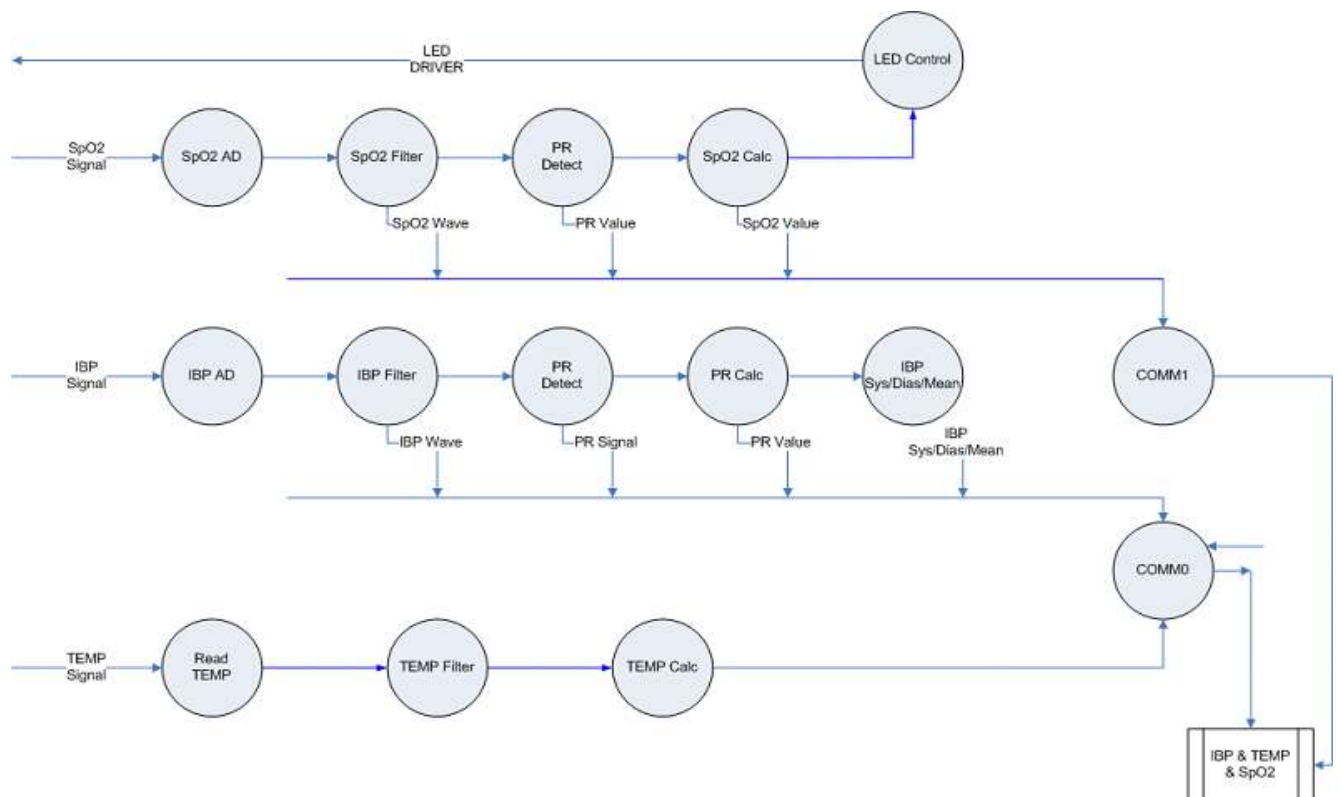 LED
DRIVER
LED Control
SpO2
Signal
SpO2 AD
SpO2 Filter
PR
Detect
SpO2 Calc
SpO2 Wave
PR Value
SpO2 Value
IBP
Signal
IBP AD
IBP Filter
PR
Detect
PR Calc
IBP
Sys/Dias/Mean
COMM1
IBP Wave
PR Signal
PR Value
IBP
Sys/Dias/Mean
COMM0
TEMP
Signal
Read
TEMP
TEMP Filter
TEMP Calc
IBP & TEMP
& SpO2